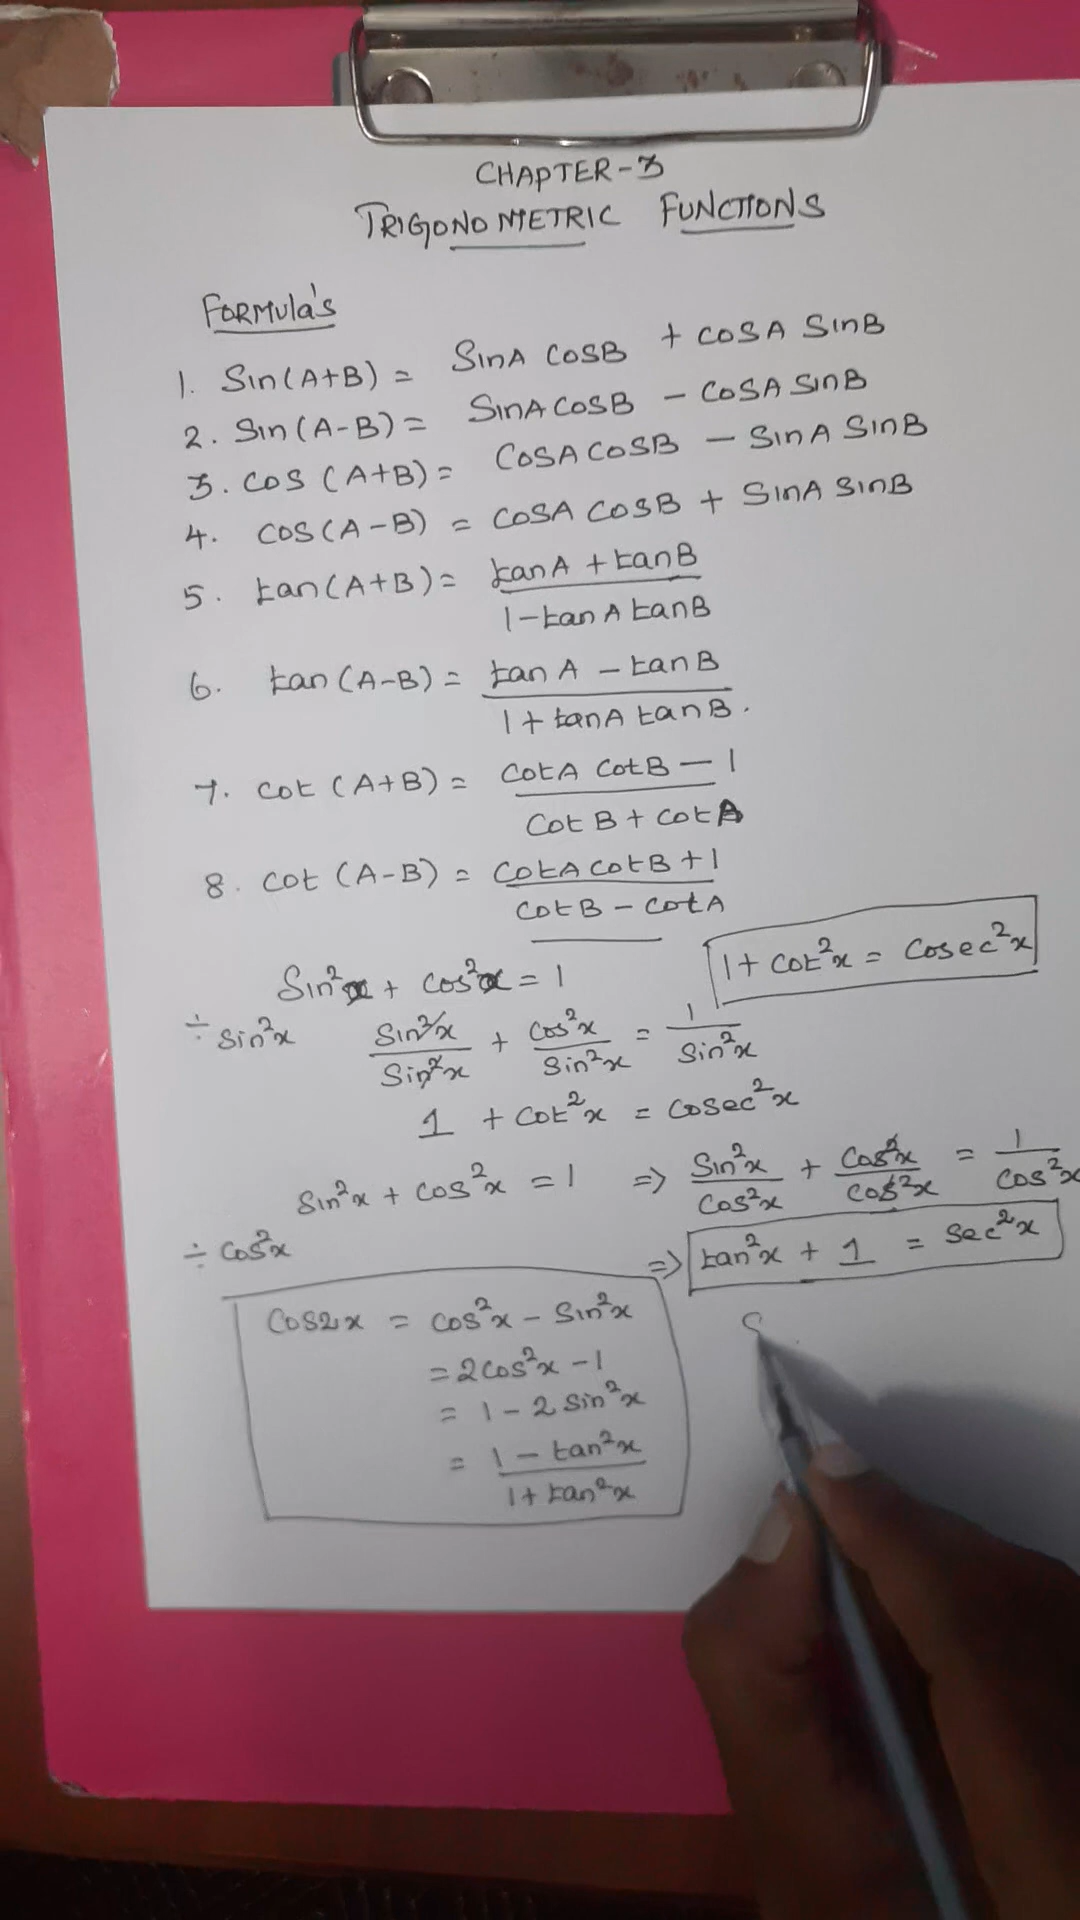 CHAPTER-3
TRIGONOMETRIC FUNCTIONS
FORMula's
1. Sin(A+B) = SinA COSB + COSA SinB
2. Sin(A-B) = SinA COSB - COSA SinB
3. COS (A+B) = COSA COSB - SinA SinB
4. COS(A-B) = COSA COSB + SinA SinB
5. tan(A+B) = tanA + tanB / 1-tanA tanB
6. tan(A-B) = tanA - tanB / 1+tanA tanB.
7. cot (A+B) = cotA cotB - 1 / cotB + cotA
8. cot (A-B) = cotA cotB + 1 / cotB - cotA
1 + cot²x = cosec²x
Sin²x + cos²x = 1
÷ sin²x Sin²x/Sin²x + cos²x/Sin²x = 1/Sin²x
1 + cot²x = cosec²x
Sin²x + cos²x = 1 => Sin²x/Cos²x + Cos²x/Cos²x = 1/Cos²x
÷ cos²x => tan²x + 1 = sec²x
COS2x = cos²x - Sin²x
= 2cos²x - 1
= 1 - 2 Sin²x
= 1 - tan²x / 1 + tan²x
S